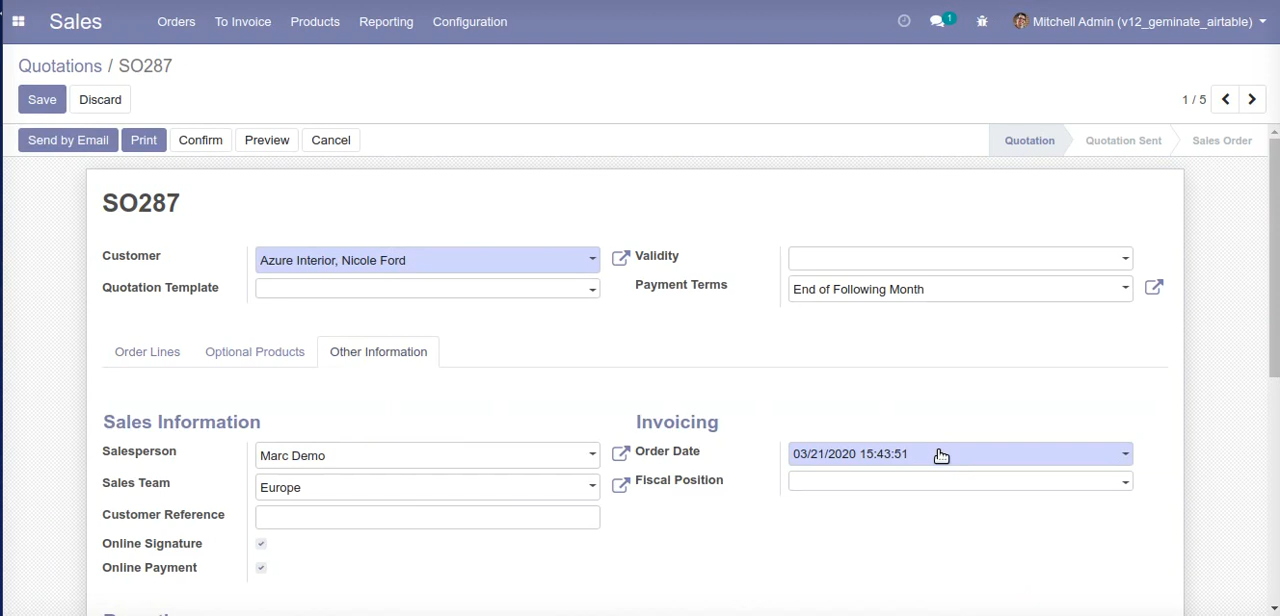 Sales Orders To Invoice Products Reporting Configuration 1 Mitchell Admin (v12_geminate_airtable)
Quotations / SO287
Save Discard 1 / 5
Send by Email Print Confirm Preview Cancel Quotation Quotation Sent Sales Order
SO287
Customer Azure Interior, Nicole Ford Validity
Quotation Template Payment Terms End of Following Month
Order Lines Optional Products Other Information
Sales Information Invoicing
Salesperson Marc Demo Order Date 03/21/2020 15:43:51
Sales Team Europe Fiscal Position
Customer Reference
Online Signature
Online Payment